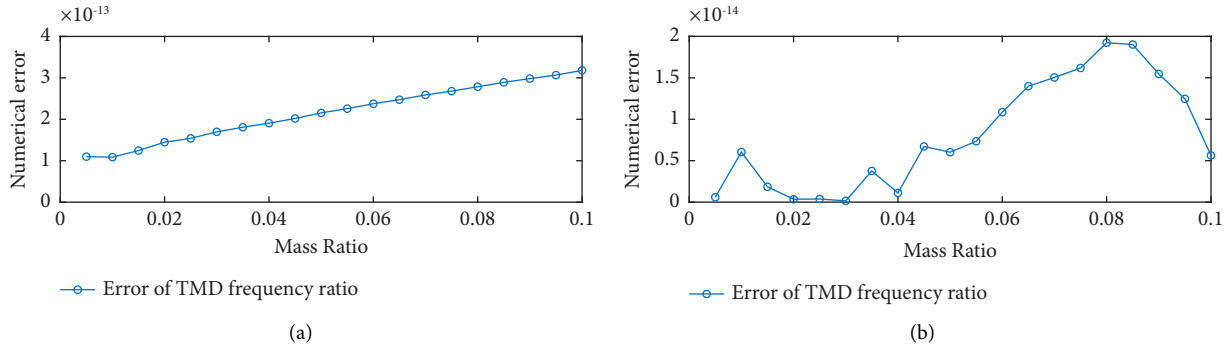 ×10⁻¹³
4
3
2
1
0
Numerical error
0 0.02 0.04 0.06 0.08 0.1
Mass Ratio
Error of TMD frequency ratio
(a)
×10⁻¹⁴
2
1.5
1
0.5
0
Numerical error
0 0.02 0.04 0.06 0.08 0.1
Mass Ratio
Error of TMD frequency ratio
(b)